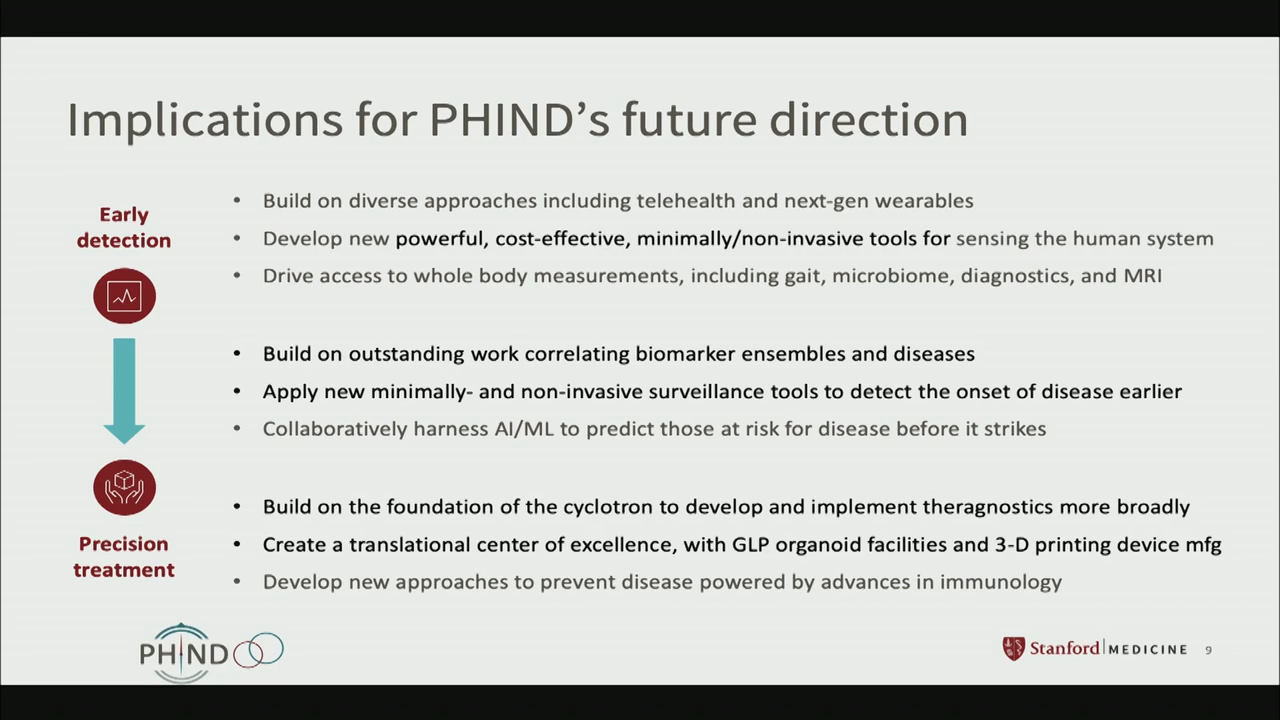 Implications for PHIND's future direction
Early
detection
• Build on diverse approaches including telehealth and next-gen wearables
• Develop new powerful, cost-effective, minimally/non-invasive tools for sensing the human system
• Drive access to whole body measurements, including gait, microbiome, diagnostics, and MRI
• Build on outstanding work correlating biomarker ensembles and diseases
• Apply new minimally- and non-invasive surveillance tools to detect the onset of disease earlier
• Collaboratively harness AI/ML to predict those at risk for disease before it strikes
Precision
treatment
• Build on the foundation of the cyclotron to develop and implement theragnostics more broadly
• Create a translational center of excellence, with GLP organoid facilities and 3-D printing device mfg
• Develop new approaches to prevent disease powered by advances in immunology
PHIND
Stanford MEDICINE 9